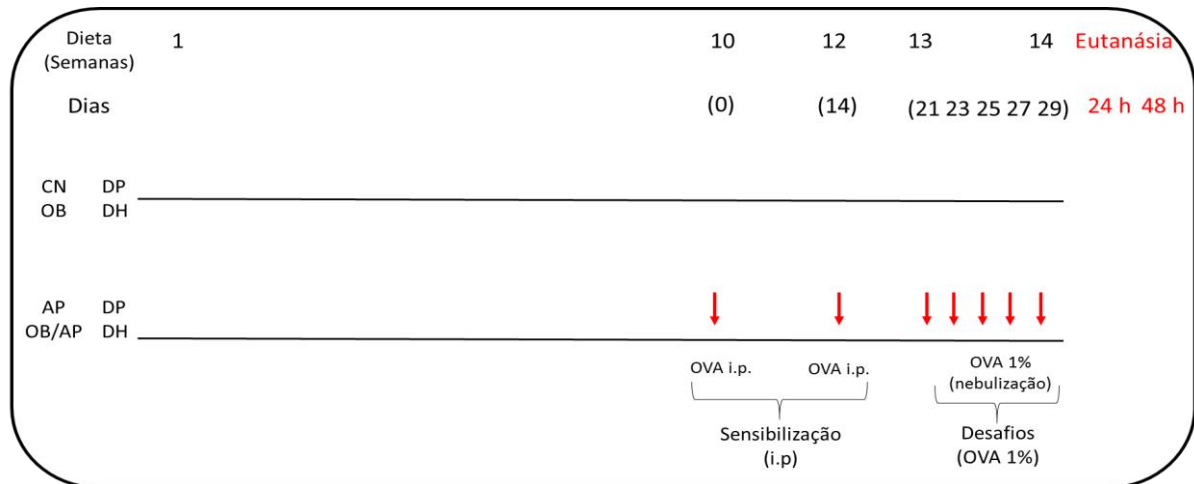 Dieta 1 10 12 13 14 Eutanásia
(Semanas)
Dias (0) (14) (21 23 25 27 29) 24 h 48 h
CN DP
OB DH
AP DP
OB/AP DH
OVA i.p. OVA i.p. OVA 1%
(nebulização)
Sensibilização Desafios
(i.p) (OVA 1%)